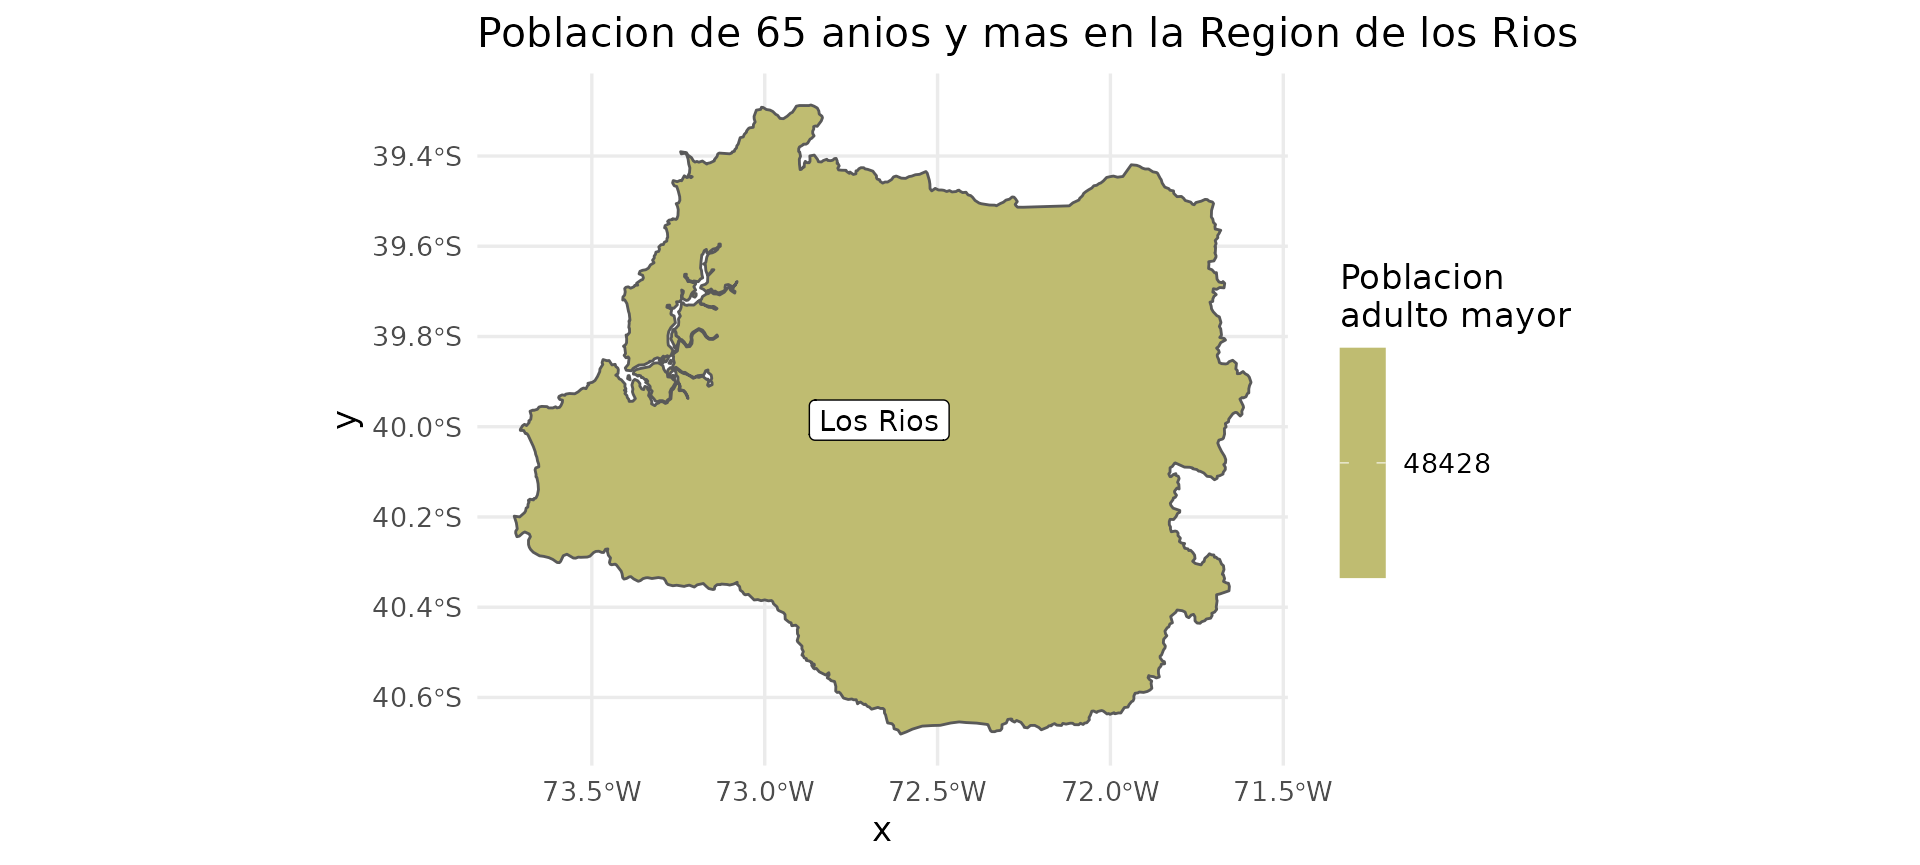 Poblacion de 65 anios y mas en la Region de los Rios
39.4°S
39.6°S
39.8°S
40.0°S
40.2°S
40.4°S
40.6°S
y
Los Rios
73.5°W
73.0°W
72.5°W
72.0°W
71.5°W
x
Poblacion
adulto mayor
48428